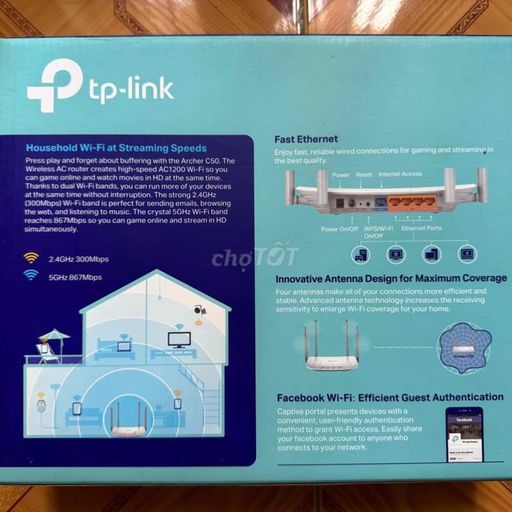 tp-link
Household Wi-Fi at Streaming Speeds
Press play and forget about buffering with the Archer C50. The
Wireless AC router creates high-speed AC1200 Wi-Fi so you
can game online and watch movies in HD at the same time.
Thanks to dual Wi-Fi bands, you can run more of your devices
at the same time without interruption. The strong 2.4GHz
(300Mbps) Wi-Fi band is perfect for sending emails, browsing
the web, and listening to music. The crystal 5GHz Wi-Fi band
reaches 867Mbps so you can game online and stream in HD
simultaneously.
2.4GHz 300Mbps
5GHz 867Mbps
Fast Ethernet
Enjoy fast, reliable wired connections for gaming and streaming in
the best quality.
Power Reset Internet Access
Power On/Off WPS/Wi-Fi On/Off Ethernet Ports
chợTỐT
Innovative Antenna Design for Maximum Coverage
Four antennas make all of your connections more efficient and
stable. Advanced antenna technology increases the receiving
sensitivity to enlarge Wi-Fi coverage for your home.
Facebook Wi-Fi: Efficient Guest Authentication
Captive portal presents devices with a
convenient, user-friendly authentication
method to grant Wi-Fi access. Easily share
your facebook account to anyone who
connects to your network.
facebook